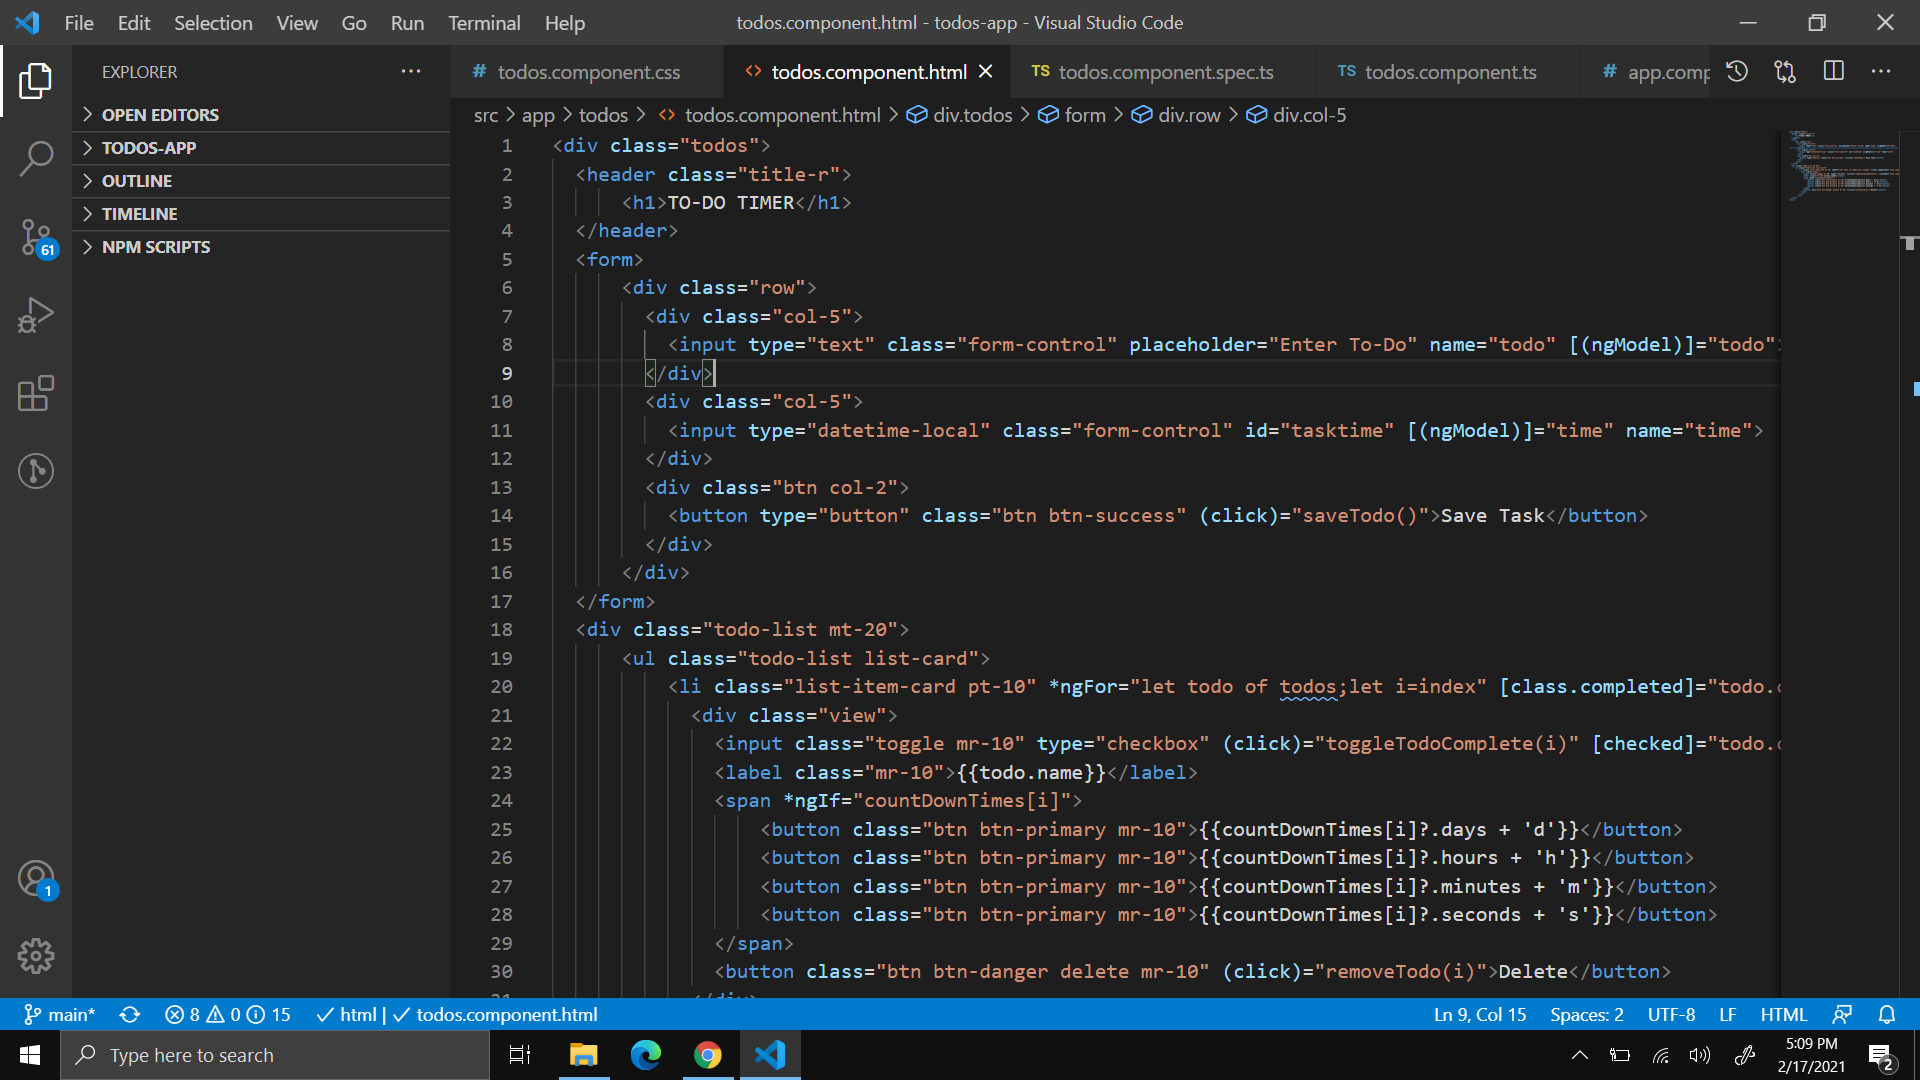 File Edit Selection View Go Run Terminal Help
todos.component.html - todos-app - Visual Studio Code
EXPLORER
# todos.component.css
<> todos.component.html
TS todos.component.spec.ts
TS todos.component.ts
# app.comp
OPEN EDITORS
TODOS-APP
OUTLINE
TIMELINE
NPM SCRIPTS
61
1
src > app > todos > <> todos.component.html > div.todos > form > div.row > div.col-5
1 <div class="todos">
2 <header class="title-r">
3 <h1>TO-DO TIMER</h1>
4 </header>
5 <form>
6 <div class="row">
7 <div class="col-5">
8 <input type="text" class="form-control" placeholder="Enter To-Do" name="todo" [(ngModel)]="todo">
9 </div>
10 <div class="col-5">
11 <input type="datetime-local" class="form-control" id="tasktime" [(ngModel)]="time" name="time">
12 </div>
13 <div class="btn col-2">
14 <button type="button" class="btn btn-success" (click)="saveTodo()">Save Task</button>
15 </div>
16 </div>
17 </form>
18 <div class="todo-list mt-20">
19 <ul class="todo-list list-card">
20 <li class="list-item-card pt-10" *ngFor="let todo of todos;let i=index" [class.completed]="todo.c
21 <div class="view">
22 <input class="toggle mr-10" type="checkbox" (click)="toggleTodoComplete(i)" [checked]="todo.c
23 <label class="mr-10">{{todo.name}}</label>
24 <span *ngIf="countDownTimes[i]">
25 <button class="btn btn-primary mr-10">{{countDownTimes[i]?.days + 'd'}}</button>
26 <button class="btn btn-primary mr-10">{{countDownTimes[i]?.hours + 'h'}}</button>
27 <button class="btn btn-primary mr-10">{{countDownTimes[i]?.minutes + 'm'}}</button>
28 <button class="btn btn-primary mr-10">{{countDownTimes[i]?.seconds + 's'}}</button>
29 </span>
30 <button class="btn btn-danger delete mr-10" (click)="removeTodo(i)">Delete</button>
31 </div>
main* 8 0 15 html | todos.component.html
Ln 9, Col 15 Spaces: 2 UTF-8 LF HTML
Type here to search
5:09 PM
2/17/2021
2